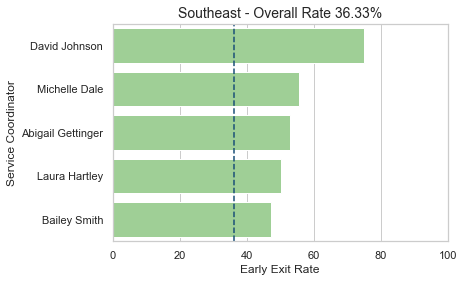 Southeast - Overall Rate 36.33%
Service Coordinator
David Johnson
Michelle Dale
Abigail Gettinger
Laura Hartley
Bailey Smith
0 20 40 60 80 100
Early Exit Rate